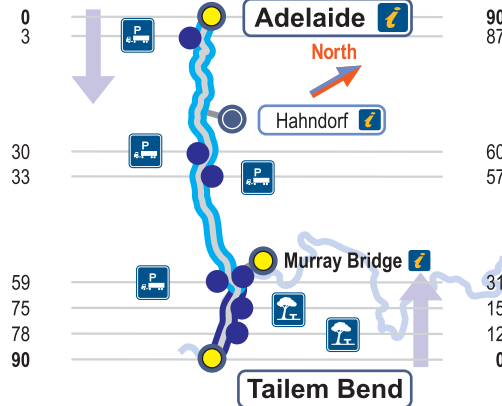 0 Adelaide i 90
3 P 87
North
Hahndorf i
30 P 60
33 P 57
Murray Bridge i
59 P 31
75 15
78 12
90 0
Tailem Bend